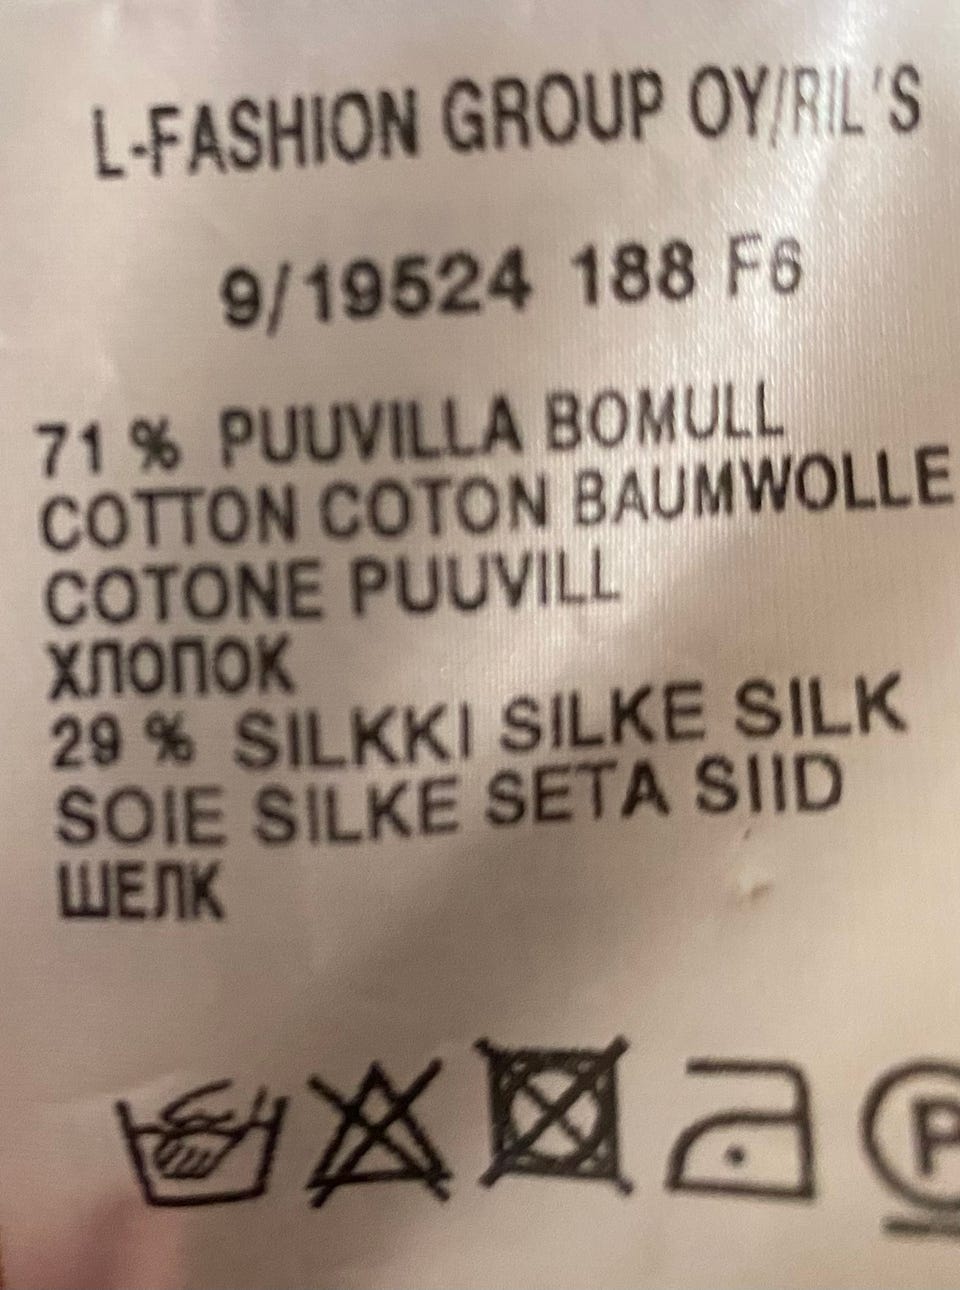 L-FASHION GROUP OY/RIL'S
9/19524 188 F6
71 % PUUVILLA BOMULL
COTTON COTON BAUMWOLLE
COTONE PUUVILL
ХЛОПОК
29 % SILKKI SILKE SILK
SOIE SILKE SETA SIID
ШЕЛК
P